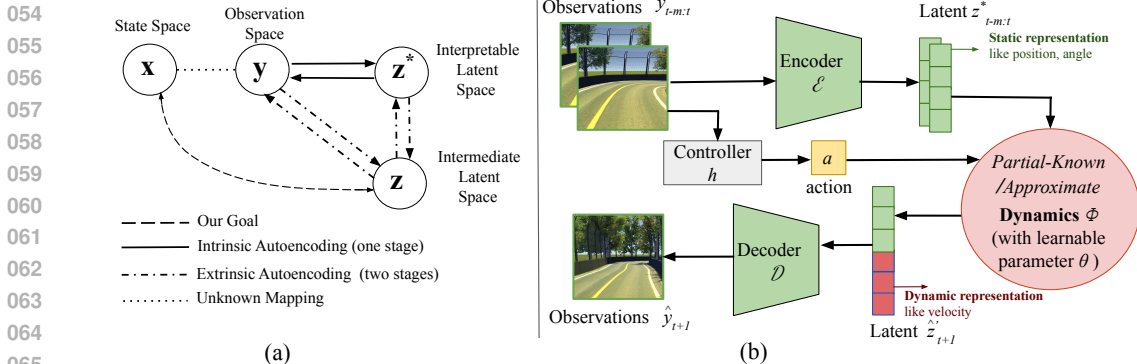 054
055
056
057
058
059
060
061
062
063
064
State Space
Observation
Space
x
y
z*
Interpretable
Latent
Space
z
Intermediate
Latent
Space
Our Goal
Intrinsic Autoencoding (one stage)
Extrinsic Autoencoding (two stages)
Unknown Mapping
(a)
Observations y_{t-m:t}
Encoder
ℰ
Latent z*_{t-m:t}
Static representation
like position, angle
Controller
h
a
action
Partial-Known
/Approximate
Dynamics Φ
(with learnable
parameter θ )
Decoder
𝒟
Dynamic representation
like velocity
Observations ŷ_{t+1}
Latent ẑ'_{t+1}
(b)